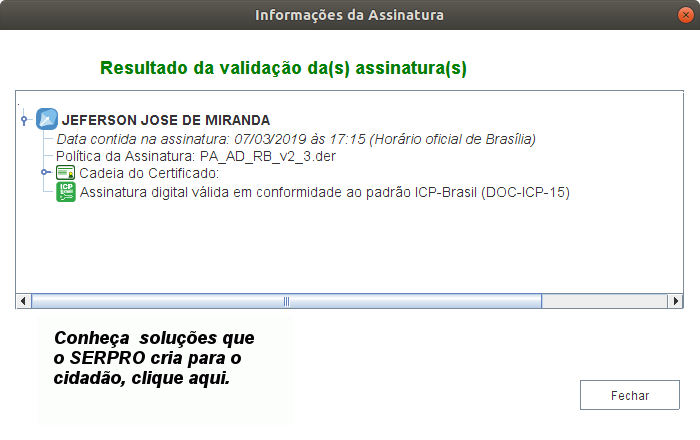 Informações da Assinatura
Resultado da validação da(s) assinatura(s)
JEFERSON JOSE DE MIRANDA
Data contida na assinatura: 07/03/2019 às 17:15 (Horário oficial de Brasília)
Política da Assinatura: PA_AD_RB_v2_3.der
Cadeia do Certificado:
Assinatura digital válida em conformidade ao padrão ICP-Brasil (DOC-ICP-15)
Conheça soluções que
o SERPRO cria para o
cidadão, clique aqui.
Fechar